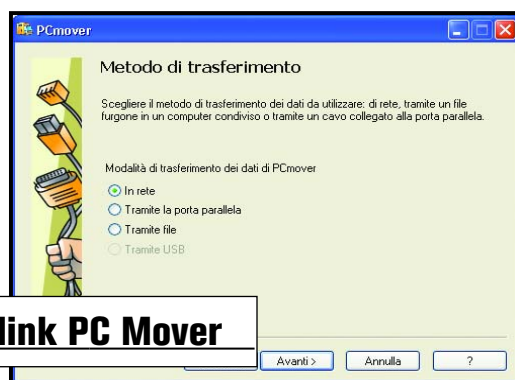 PCmover
Metodo di trasferimento
Scegliere il metodo di trasferimento dei dati da utilizzare: di rete, tramite un file
furgone in un computer condiviso o tramite un cavo collegato alla porta parallela.
Modalità di trasferimento dei dati di PCmover
In rete
Tramite la porta parallela
Tramite file
Tramite USB
link PC Mover
Avanti > Annulla ?